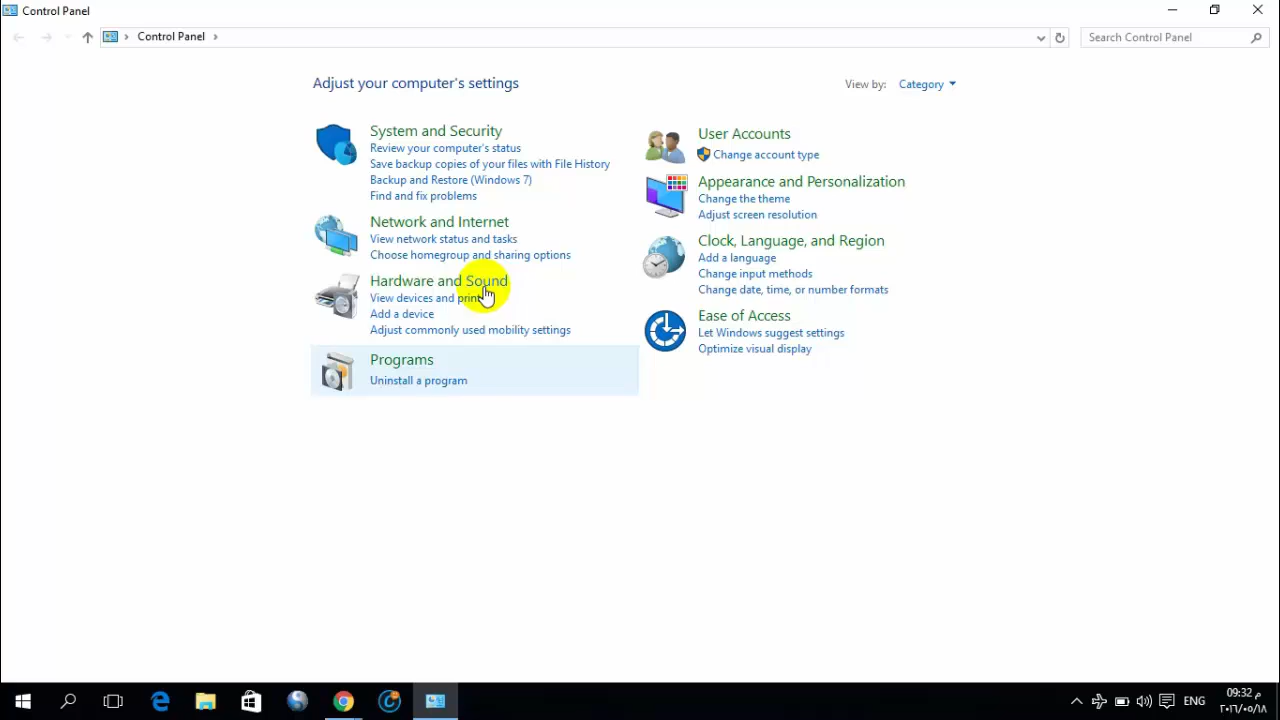 Control Panel
Control Panel
Search Control Panel
Adjust your computer's settings
View by: Category
System and Security
Review your computer's status
Save backup copies of your files with File History
Backup and Restore (Windows 7)
Find and fix problems
Network and Internet
View network status and tasks
Choose homegroup and sharing options
Hardware and Sound
View devices and
Add a device
Adjust commonly used mobility settings
Programs
Uninstall a program
User Accounts
Change account type
Appearance and Personalization
Change the theme
Adjust screen resolution
Clock, Language, and Region
Add a language
Change input methods
Change date, time, or number formats
Ease of Access
Let Windows suggest settings
Optimize visual display
ENG
09:32 م
٢٠١٦/٠٥/١٨